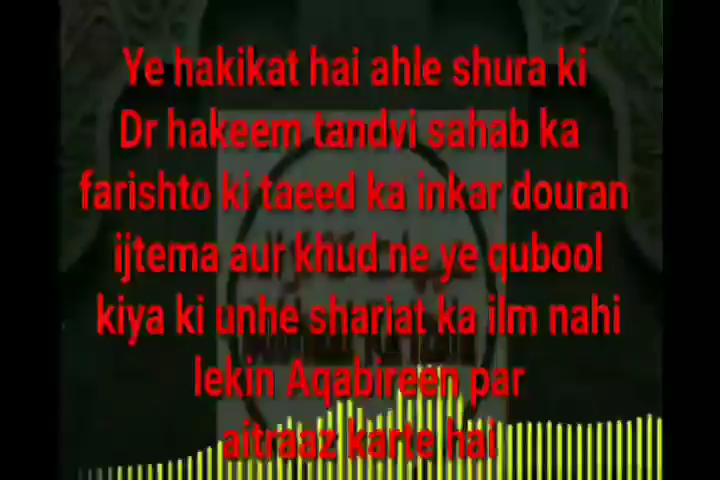 Ye hakikat hai ahle shura ki
Dr hakeem tandvi sahab ka
farishto ki taeed ka inkar douran
ijtema aur khud ne ye qubool
kiya ki unhe shariat ka ilm nahi
lekin Aqabireen par
aitraaz karte hai